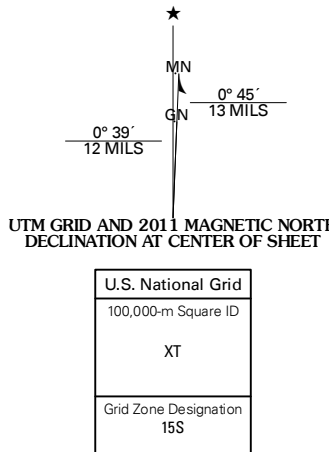 ★
MN
GN
0° 45´
13 MILS
0° 39´
12 MILS
UTM GRID AND 2011 MAGNETIC NORTH
DECLINATION AT CENTER OF SHEET
U.S. National Grid
100,000-m Square ID
XT
Grid Zone Designation
15S